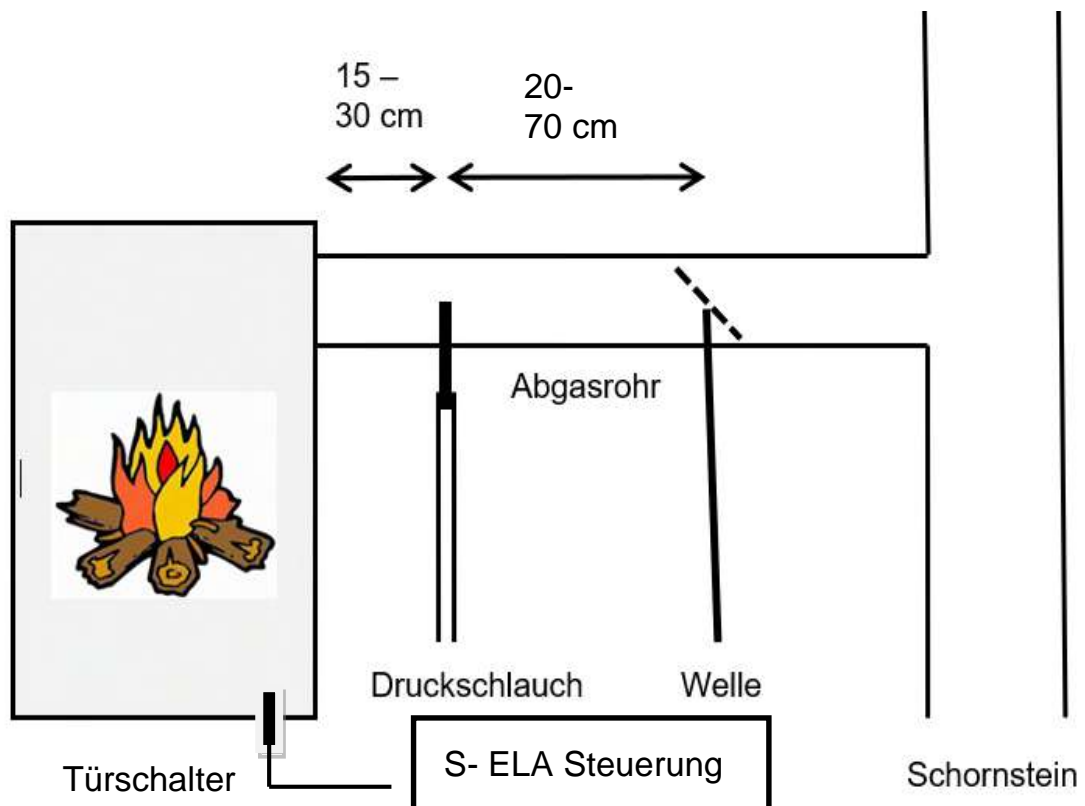 15 –
30 cm
20-
70 cm
Abgasrohr
Druckschlauch
Welle
Türschalter
S- ELA Steuerung
Schornstein